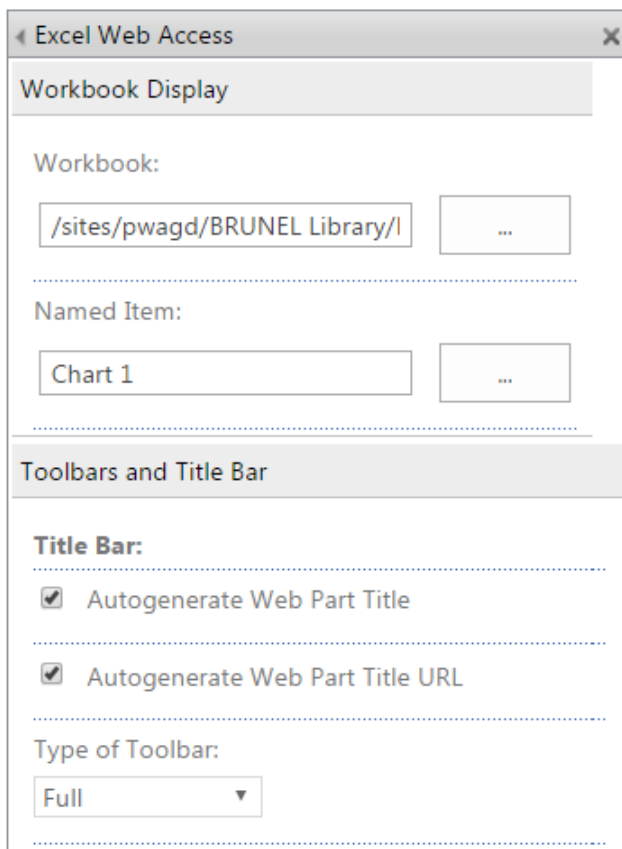 Excel Web Access
Workbook Display
Workbook:
/sites/pwagd/BRUNEL Library/
...
Named Item:
Chart 1
...
Toolbars and Title Bar
Title Bar:
Autogenerate Web Part Title
Autogenerate Web Part Title URL
Type of Toolbar:
Full